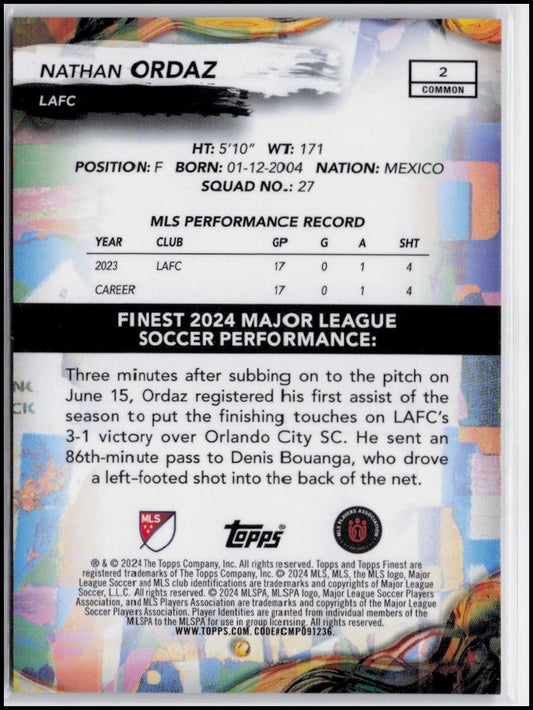 NATHAN ORDAZ
LAFC
2
COMMON
HT: 5'10" WT: 171
POSITION: F BORN: 01-12-2004 NATION: MEXICO
SQUAD NO.: 27
MLS PERFORMANCE RECORD
YEAR CLUB GP G A SHT
2023 LAFC 17 0 1 4
CAREER 17 0 1 4
FINEST 2024 MAJOR LEAGUE
SOCCER PERFORMANCE:
Three minutes after subbing on to the pitch on
June 15, Ordaz registered his first assist of the
season to put the finishing touches on LAFC's
3-1 victory over Orlando City SC. He sent an
86th-minute pass to Denis Bouanga, who drove
a left-footed shot into the back of the net.
MLS
topps®
MLS PLAYERS ASSOCIATION
® & © 2024 The Topps Company, Inc. All rights reserved. Topps and Topps Finest are
registered trademarks of The Topps Company, Inc. © 2024 MLS, MLS, the MLS logo, Major
League Soccer and MLS club identifications are trademarks and copyrights of Major League
Soccer, L.L.C. All rights reserved. © 2024 MLSPA, MLSPA logo, Major League Soccer Players
Association, and MLS Players Association are trademarks and copyrights of the Major League
Soccer Players Association. Player Identities are granted from individual members of the
MLSPA to the MLSPA for use in group licensing. All rights reserved.
WWW.TOPPS.COM. CODE#CMP091236.